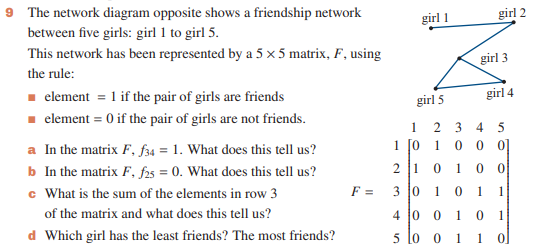 9 The network diagram opposite shows a friendship network
between five girls: girl 1 to girl 5.
This network has been represented by a 5 × 5 matrix, F, using
the rule:
■ element = 1 if the pair of girls are friends
■ element = 0 if the pair of girls are not friends.
a In the matrix F, f34 = 1. What does this tell us?
b In the matrix F, f25 = 0. What does this tell us?
c What is the sum of the elements in row 3
of the matrix and what does this tell us?
d Which girl has the least friends? The most friends?
girl 1
girl 2
girl 3
girl 4
girl 5
1 2 3 4 5
1 [0 1 0 0 0]
2 1 0 1 0 0
F = 3 0 1 0 1 1
4 0 0 1 0 1
5 [0 0 1 1 0]